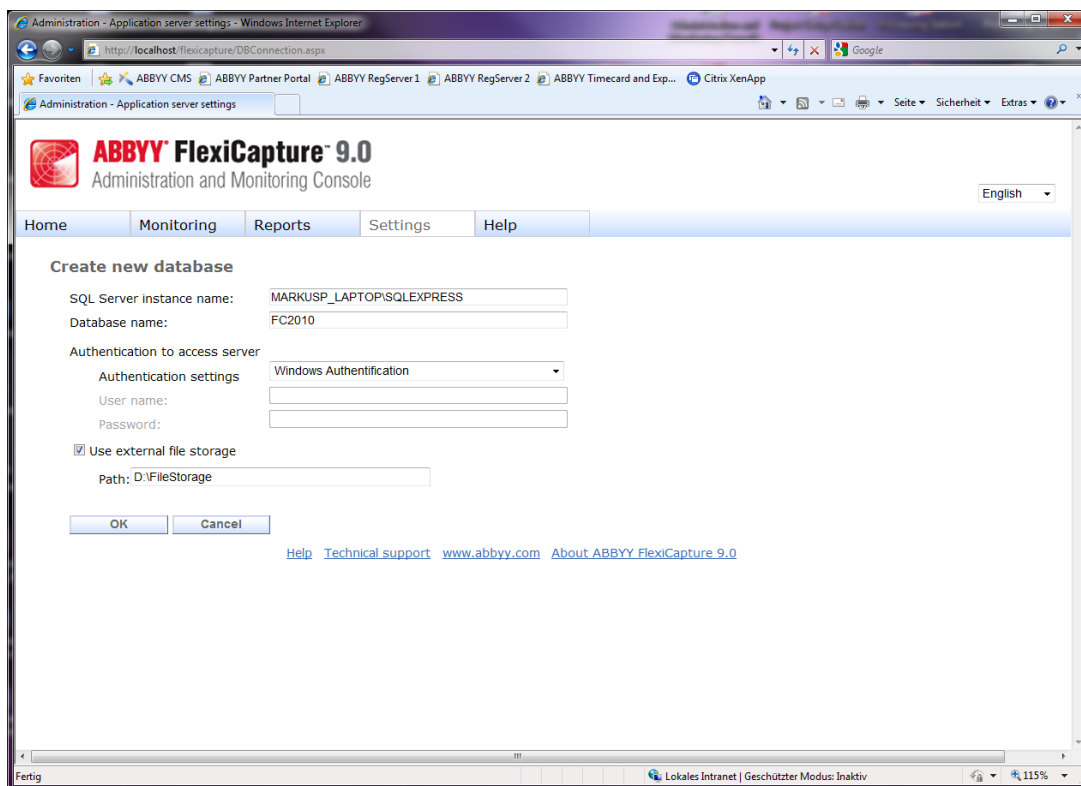 Administration - Application server settings - Windows Internet Explorer
http://localhost/flexicapture/DBConnection.aspx
Google
Favoriten ABBYY CMS ABBYY Partner Portal ABBYY RegServer 1 ABBYY RegServer 2 ABBYY Timecard and Exp... Citrix XenApp
Administration - Application server settings
Seite Sicherheit Extras
ABBYY FlexiCapture 9.0
Administration and Monitoring Console
English
Home Monitoring Reports Settings Help
Create new database
SQL Server instance name: MARKUSP_LAPTOP\SQLEXPRESS
Database name: FC2010
Authentication to access server
Authentication settings Windows Authentification
User name:
Password:
Use external file storage
Path: D:\FileStorage
OK Cancel
Help Technical support www.abbyy.com About ABBYY FlexiCapture 9.0
Fertig Lokales Intranet | Geschützter Modus: Inaktiv 115%